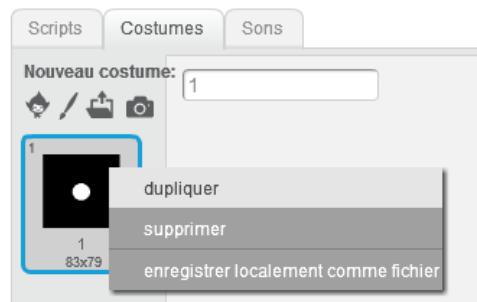 Scripts Costumes Sons
Nouveau costume: 1
1
dupliquer
supprimer
1
83x79
enregistrer localement comme fichier